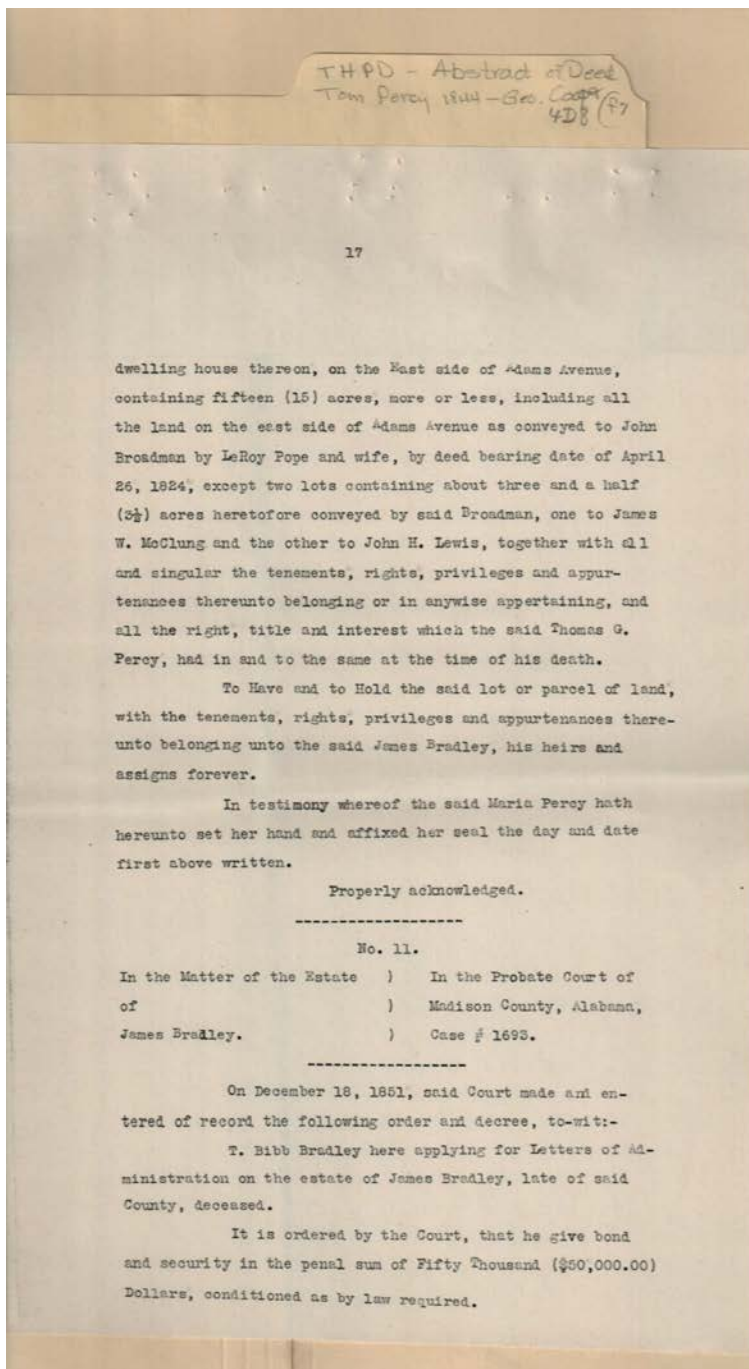 THPD - Abstract of Deed
Tom Percy 1844 - Geo.
4D8
17
dwelling house thereon, on the East side of Adams Avenue,
containing fifteen (15) acres, more or less, including all
the land on the east side of Adams Avenue as conveyed to John
Broadman by LeRoy Pope and wife, by deed bearing date of April
26, 1824, except two lots containing about three and a half
(3½) acres heretofore conveyed by said Broadman, one to James
W. McClung and the other to John H. Lewis, together with all
and singular the tenements, rights, privileges and appur-
tenances thereunto belonging or in anywise appertaining, and
all the right, title and interest which the said Thomas G.
Percy, had in and to the same at the time of his death.
To Have and to Hold the said lot or parcel of land,
with the tenements, rights, privileges and appurtenances there-
unto belonging unto the said James Bradley, his heirs and
assigns forever.
In testimony whereof the said Maria Percy hath
hereunto set her hand and affixed her seal the day and date
first above written.
Properly acknowledged.
-------------------
No. 11.
In the Matter of the Estate ) In the Probate Court of
of ) Madison County, Alabama,
James Bradley. ) Case # 1693.
------------------
On December 18, 1851, said Court made and en-
tered of record the following order and decree, to-wit:-
T. Bibb Bradley here applying for Letters of Ad-
ministration on the estate of James Bradley, late of said
County, deceased.
It is ordered by the Court, that he give bond
and security in the penal sum of Fifty Thousand ($50,000.00)
Dollars, conditioned as by law required.